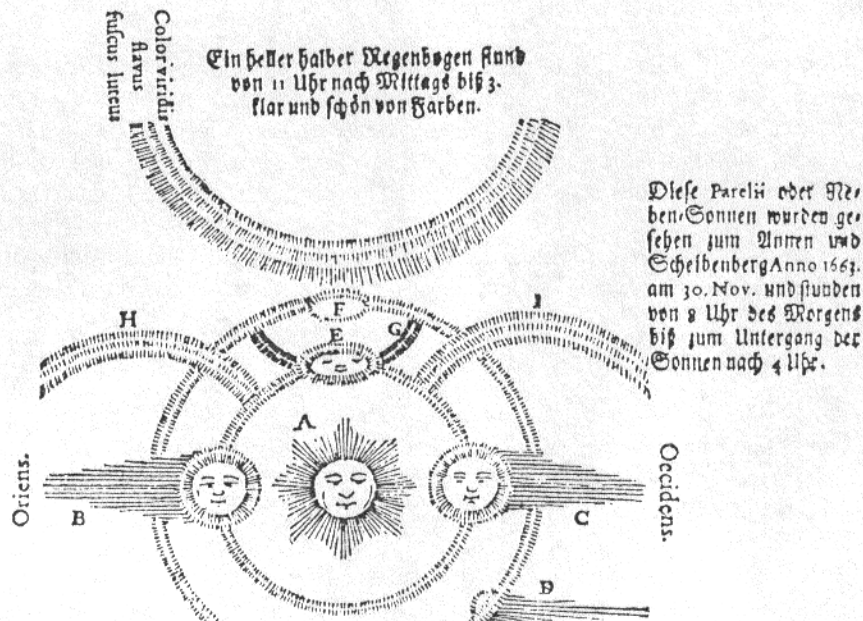 Color viridis
flavus
fuscus luteus
Ein heller halber Regenbogen stund
von 11 Uhr nach Mittags biß 3.
klar und schön von Farben.
Diese Parelii oder Ne-
ben-Sonnen wurden ge-
sehen zum Annen und
Scheibenberg Anno 1663.
am 30. Nov. und stunden
von 8 Uhr des Morgens
biß zum Untergang der
Sonnen nach 4 Uhr.
F
H
E
G
I
A
Oriens.
B
C
Occidens.
D